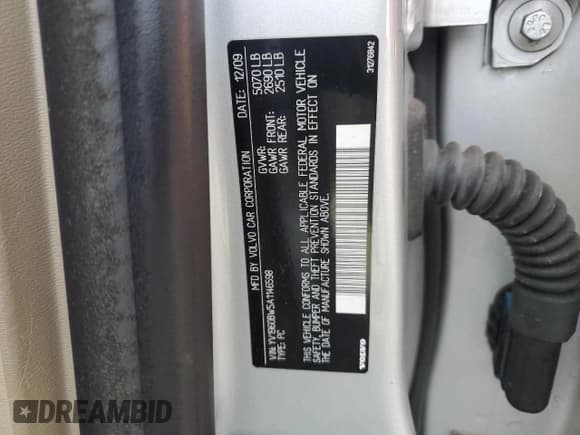 MFD BY VOLVO CAR CORPORATION DATE: 12/09
GVWR: 5070 LB
GAWR FRONT: 2690 LB
GAWR REAR: 2510 LB
VIN: YV1960BW5A1146598
TYPE: PC
THIS VEHICLE CONFORMS TO ALL APPLICABLE FEDERAL MOTOR VEHICLE
SAFETY, BUMPER AND THEFT PREVENTION STANDARDS IN EFFECT ON
THE DATE OF MANUFACTURE SHOWN ABOVE.
VOLVO
31276842
DREAMBID